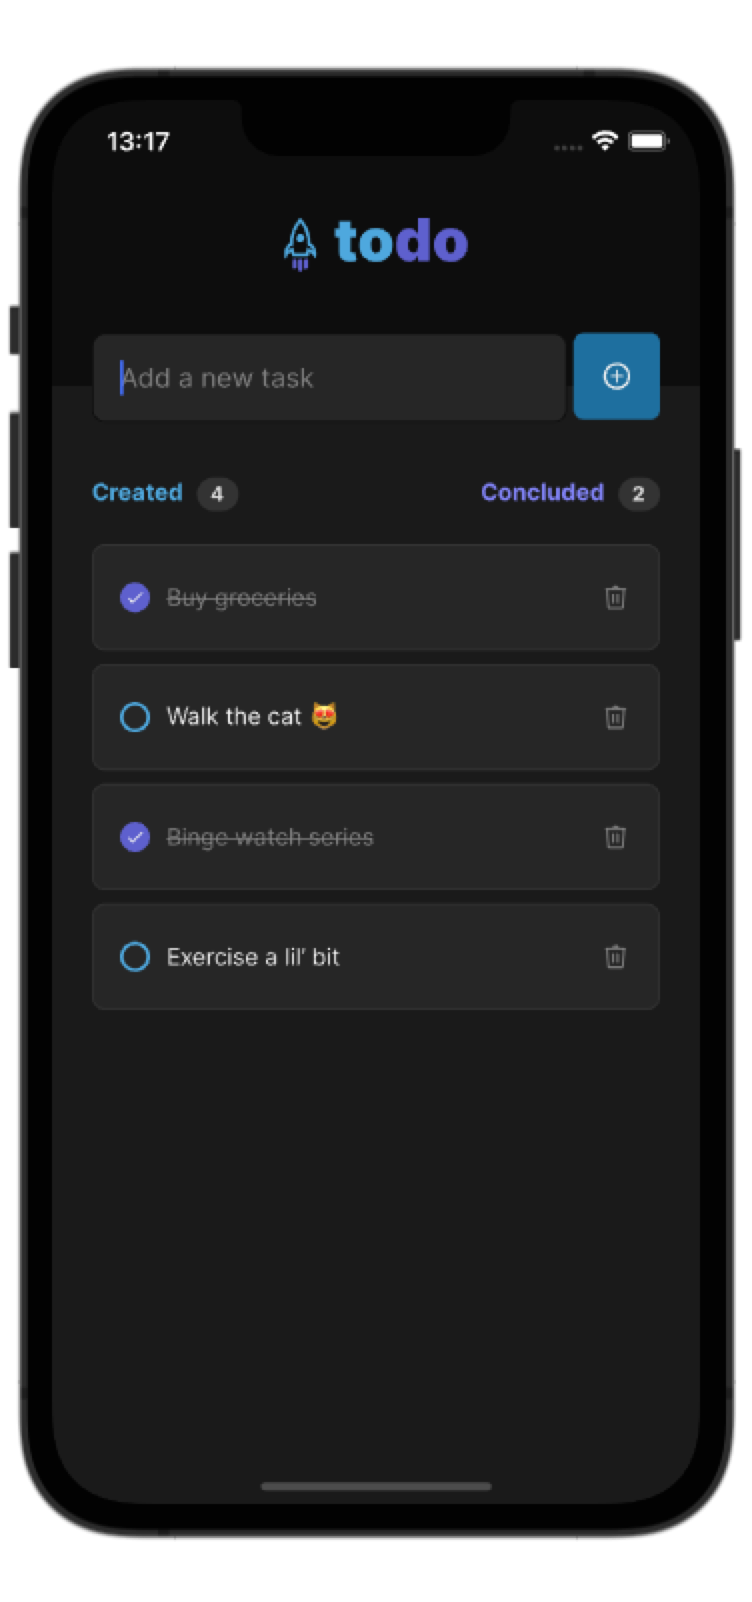 13:17
todo
Add a new task
Created 4 Concluded 2
Buy groceries
Walk the cat 😻
Binge watch series
Exercise a lil' bit